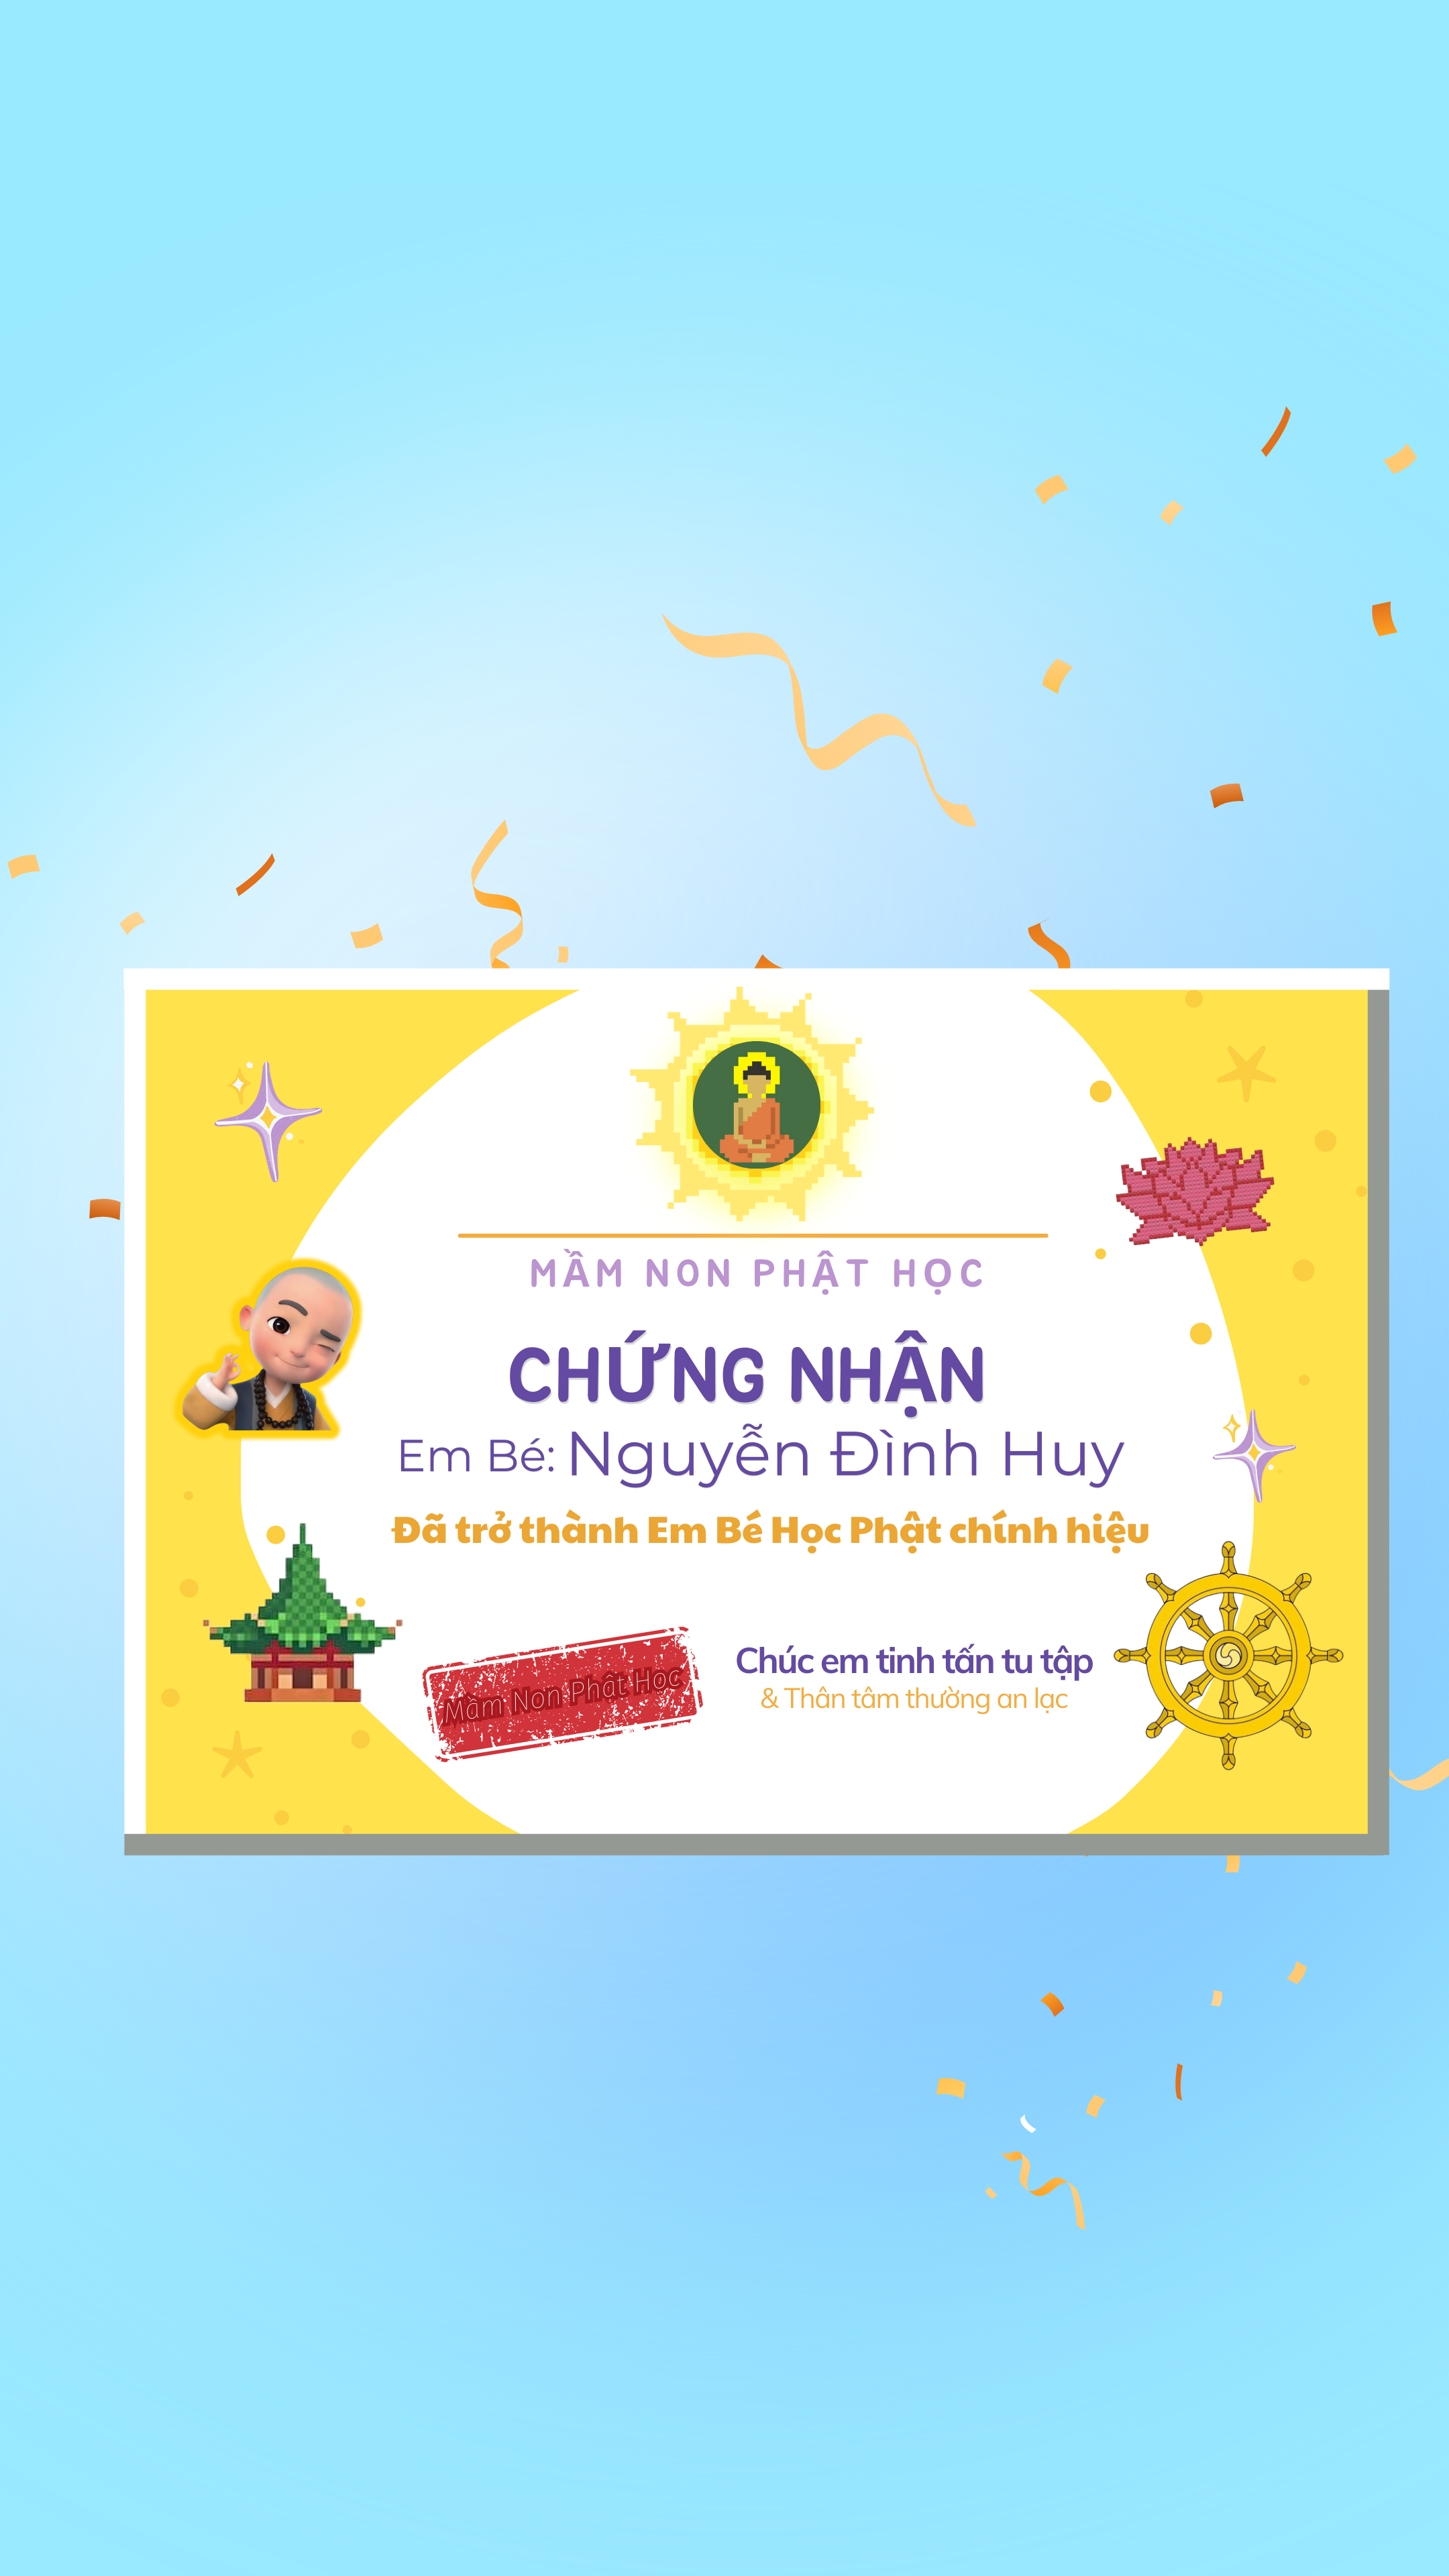 MẦM NON PHẬT HỌC
CHỨNG NHẬN
Em Bé: Nguyễn Đình Huy
Đã trở thành Em Bé Học Phật chính hiệu
Mầm Non Phật Học
Chúc em tinh tấn tu tập
& Thân tâm thường an lạc